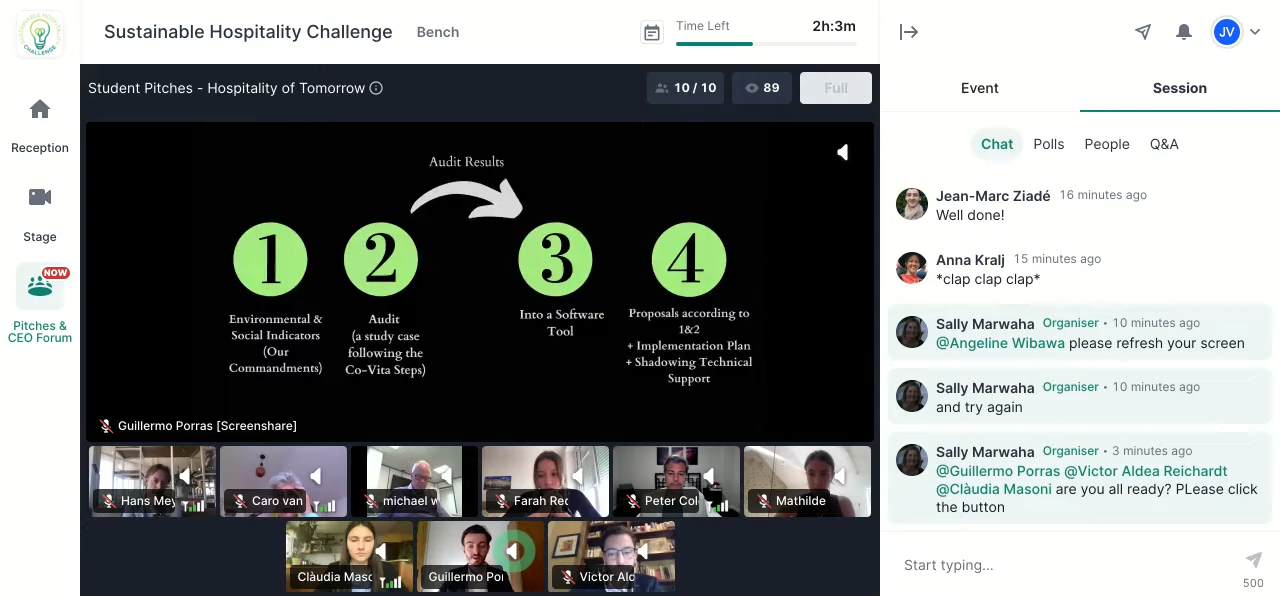 SUSTAINABLE HOSPITALITY CHALLENGE
Sustainable Hospitality Challenge
Bench
Time Left
2h:3m
JV
Reception
Stage
NOW
Pitches &
CEO Forum
Student Pitches - Hospitality of Tomorrow
10 / 10
89
Full
Audit Results
1
2
3
4
Environmental &
Social Indicators
(Our
Commandments)
Audit
(a study case
following the
Co-Vita Steps)
Into a Software
Tool
Proposals according to
1&2
+ Implementation Plan
+ Shadowing Technical
Support
Guillermo Porras [Screenshare]
Hans Mey
Caro van
michael w
Farah Red
Peter Col
Mathilde
Clàudia Maso
Guillermo Por
Victor Ald
Event
Session
Chat
Polls
People
Q&A
Jean-Marc Ziadé 16 minutes ago
Well done!
Anna Kralj 15 minutes ago
*clap clap clap*
Sally Marwaha Organiser • 10 minutes ago
@Angeline Wibawa please refresh your screen
Sally Marwaha Organiser • 10 minutes ago
and try again
Sally Marwaha Organiser • 3 minutes ago
@Guillermo Porras @Victor Aldea Reichardt
@Clàudia Masoni are you all ready? PLease click
the button
Start typing...
500